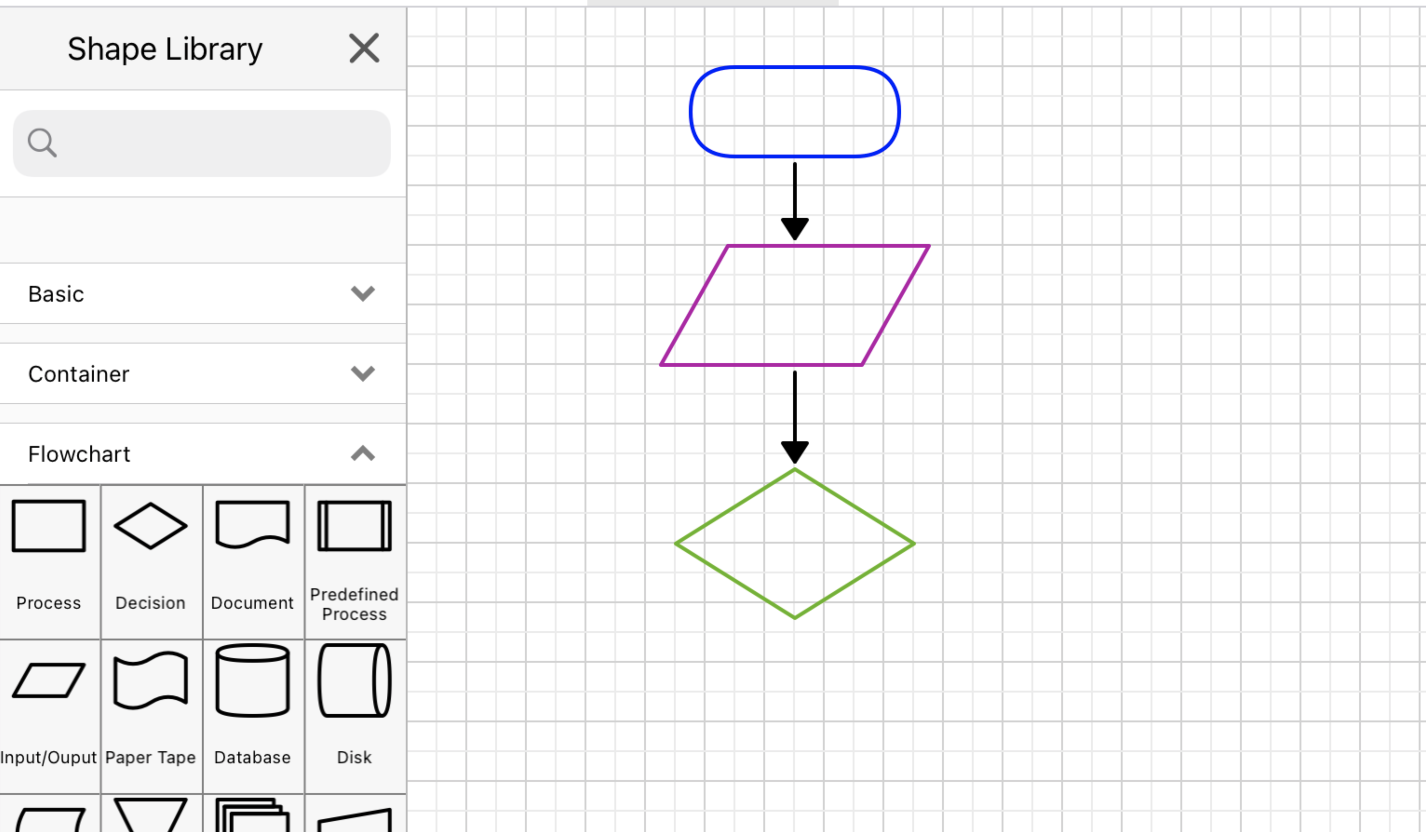 Shape Library
Basic
Container
Flowchart
Process
Decision
Document
Predefined
Process
Input/Ouput
Paper Tape
Database
Disk